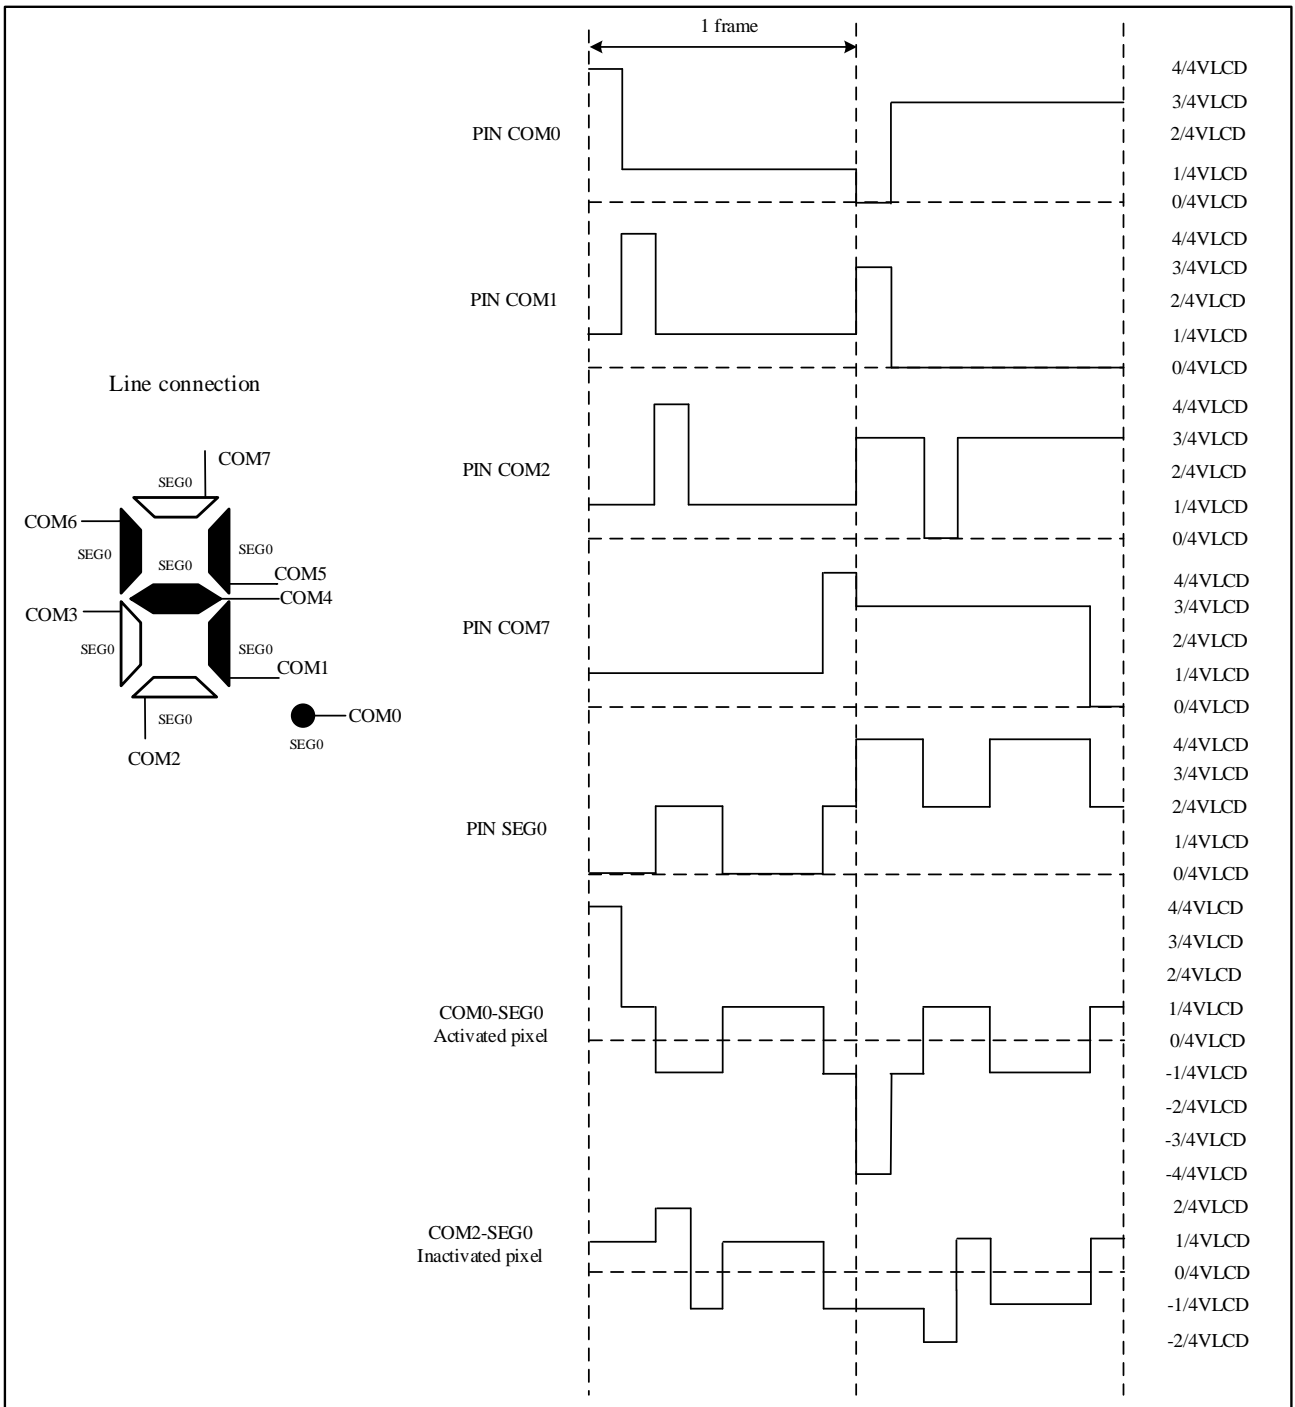 1 frame
PIN COM0
4/4VLCD
3/4VLCD
2/4VLCD
1/4VLCD
0/4VLCD
PIN COM1
4/4VLCD
3/4VLCD
2/4VLCD
1/4VLCD
0/4VLCD
Line connection
COM7
SEG0
COM6
SEG0
SEG0
SEG0
COM5
COM4
COM3
SEG0
SEG0
COM1
SEG0
COM2
COM0
SEG0
PIN COM2
4/4VLCD
3/4VLCD
2/4VLCD
1/4VLCD
0/4VLCD
PIN COM7
4/4VLCD
3/4VLCD
2/4VLCD
1/4VLCD
0/4VLCD
PIN SEG0
4/4VLCD
3/4VLCD
2/4VLCD
1/4VLCD
0/4VLCD
COM0-SEG0
Activated pixel
4/4VLCD
3/4VLCD
2/4VLCD
1/4VLCD
0/4VLCD
-1/4VLCD
-2/4VLCD
-3/4VLCD
-4/4VLCD
COM2-SEG0
Inactivated pixel
2/4VLCD
1/4VLCD
0/4VLCD
-1/4VLCD
-2/4VLCD